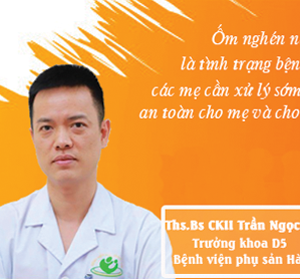 Ốm nghén n
là tình trạng bện
các mẹ cần xử lý sớm
an toàn cho mẹ và cho
Ths.Bs CKII Trần Ngọc
Trưởng khoa D5
Bệnh viện phụ sản Hà